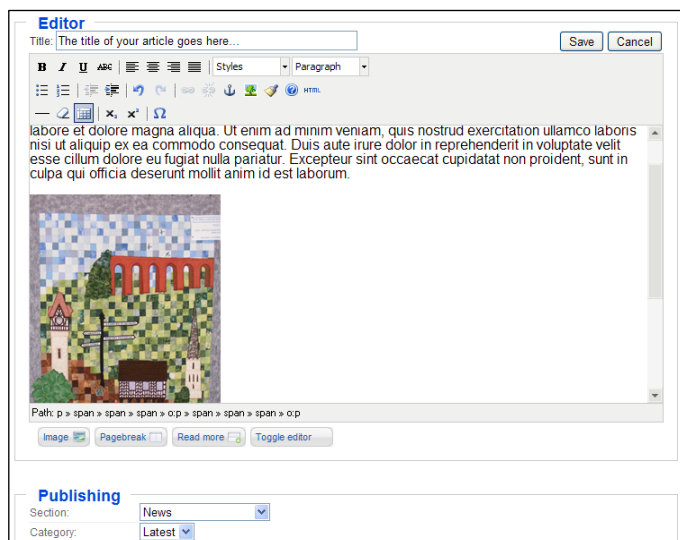 Editor
Title: The title of your article goes here...
Save Cancel
B I U ABC Styles Paragraph
HTML
x₂ x² Ω
labore et dolore magna aliqua. Ut enim ad minim veniam, quis nostrud exercitation ullamco laboris
nisi ut aliquip ex ea commodo consequat. Duis aute irure dolor in reprehenderit in voluptate velit
esse cillum dolore eu fugiat nulla pariatur. Excepteur sint occaecat cupidatat non proident, sunt in
culpa qui officia deserunt mollit anim id est laborum.
Path: p » span » span » span » o:p » span » span » span » o:p
Image Pagebreak Read more Toggle editor
Publishing
Section: News
Category: Latest